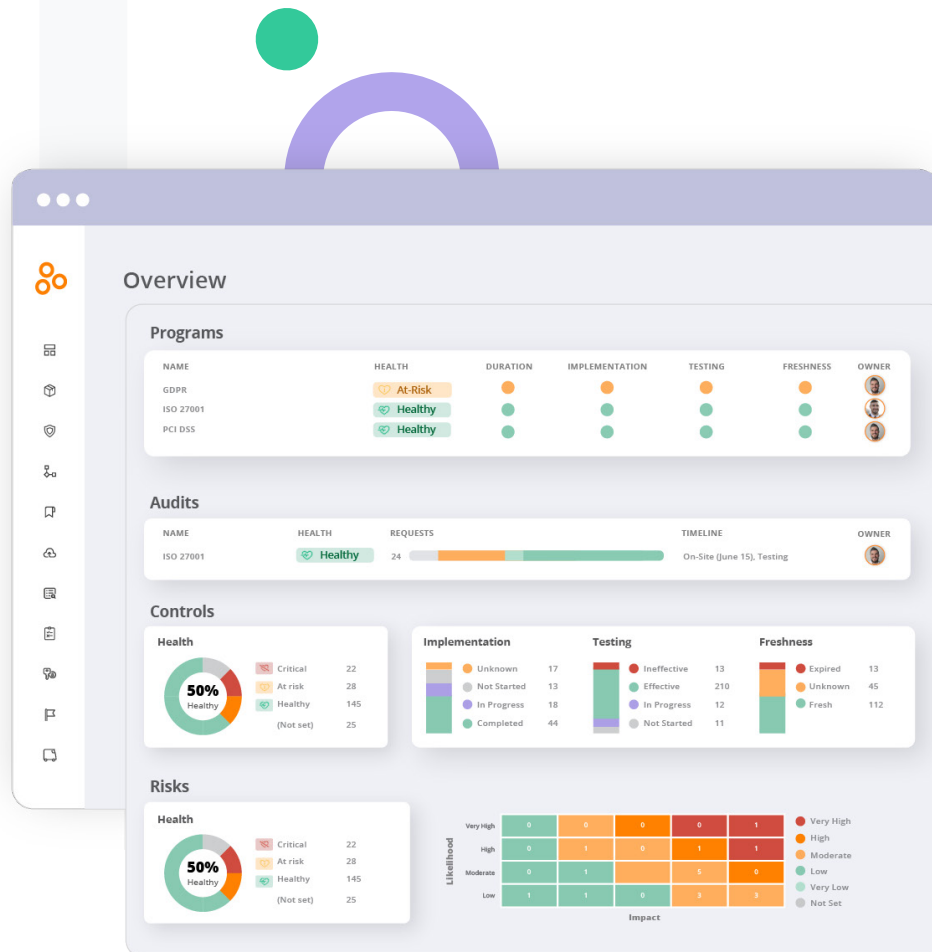 Overview
Programs
NAME HEALTH DURATION IMPLEMENTATION TESTING FRESHNESS OWNER
GDPR At-Risk
ISO 27001 Healthy
PCI DSS Healthy
Audits
NAME HEALTH REQUESTS TIMELINE OWNER
ISO 27001 Healthy 24 On-Site (June 15), Testing
Controls
Health
50%
Healthy
Critical 22
At risk 28
Healthy 145
(Not set) 25
Implementation
Unknown 17
Not Started 13
In Progress 18
Completed 44
Testing
Ineffective 13
Effective 210
In Progress 12
Not Started 11
Freshness
Expired 13
Unknown 45
Fresh 112
Risks
Health
50%
Healthy
Critical 22
At risk 28
Healthy 145
(Not set) 25
Likelihood
Very High 0 0 0 0 1
High 0 1 0 1 1
Moderate 0 1 5 0
Low 1 1 0 3 3
Impact
Very High
High
Moderate
Low
Very Low
Not Set